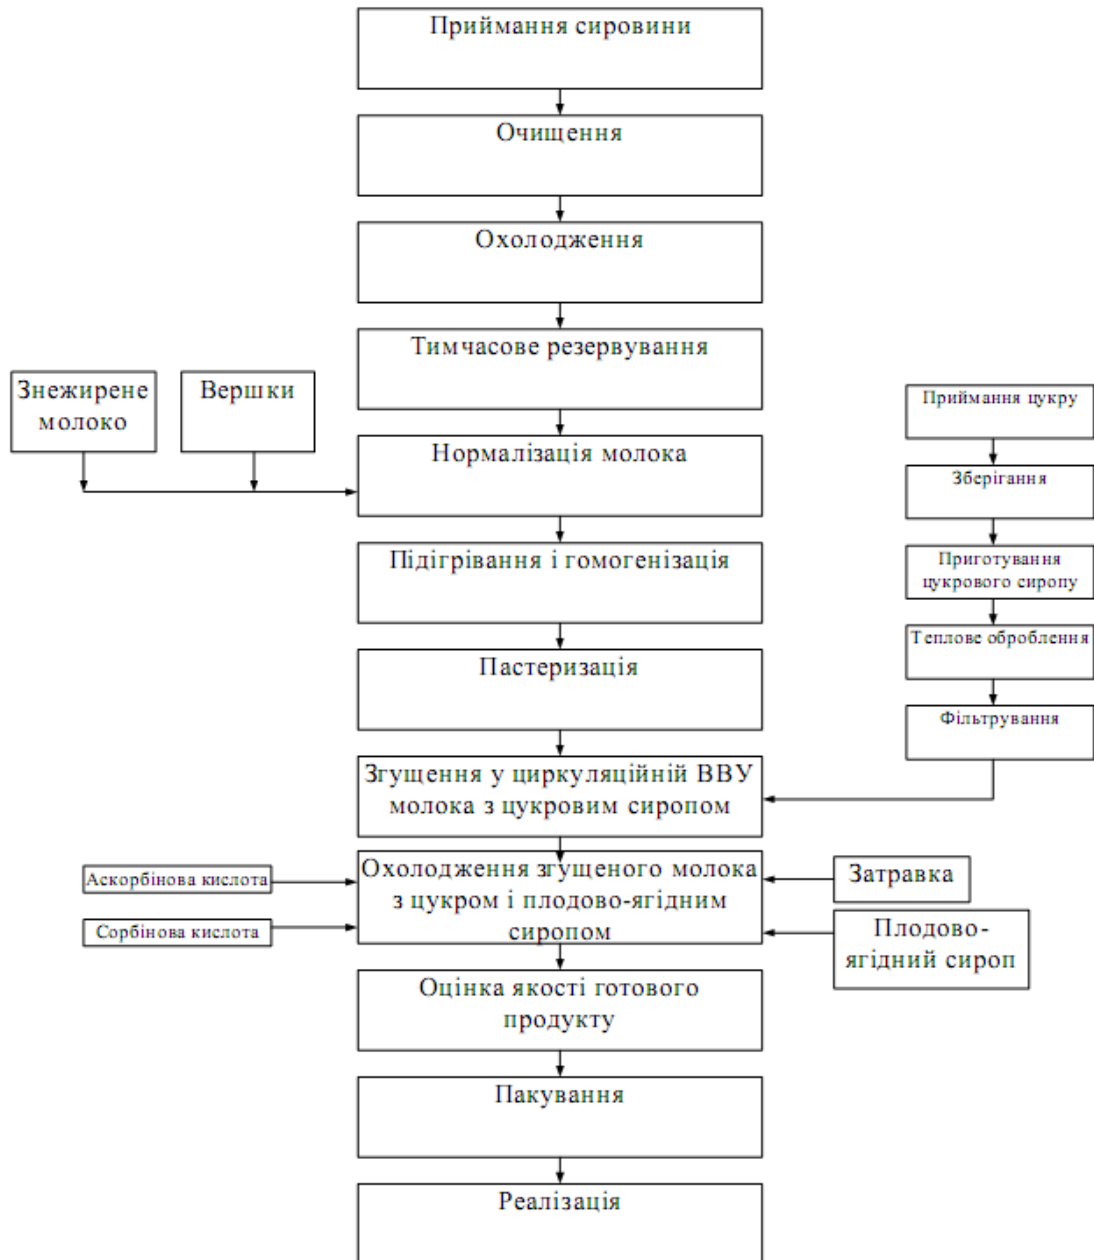 Приймання сировини
Очищення
Охолодження
Тимчасове резервування
Знежирене
молоко
Вершки
Нормалізація молока
Підігрівання і гомогенізація
Пастеризація
Приймання цукру
Зберігання
Приготування
цукрового сиропу
Теплове оброблення
Фільтрування
Згущення у циркуляційній ВВУ
молока з цукровим сиропом
Аскорбінова кислота
Сорбінова кислота
Охолодження згущеного молока
з цукром і плодово-ягідним
сиропом
Затравка
Плодово-
ягідний сироп
Оцінка якості готового
продукту
Пакування
Реалізація